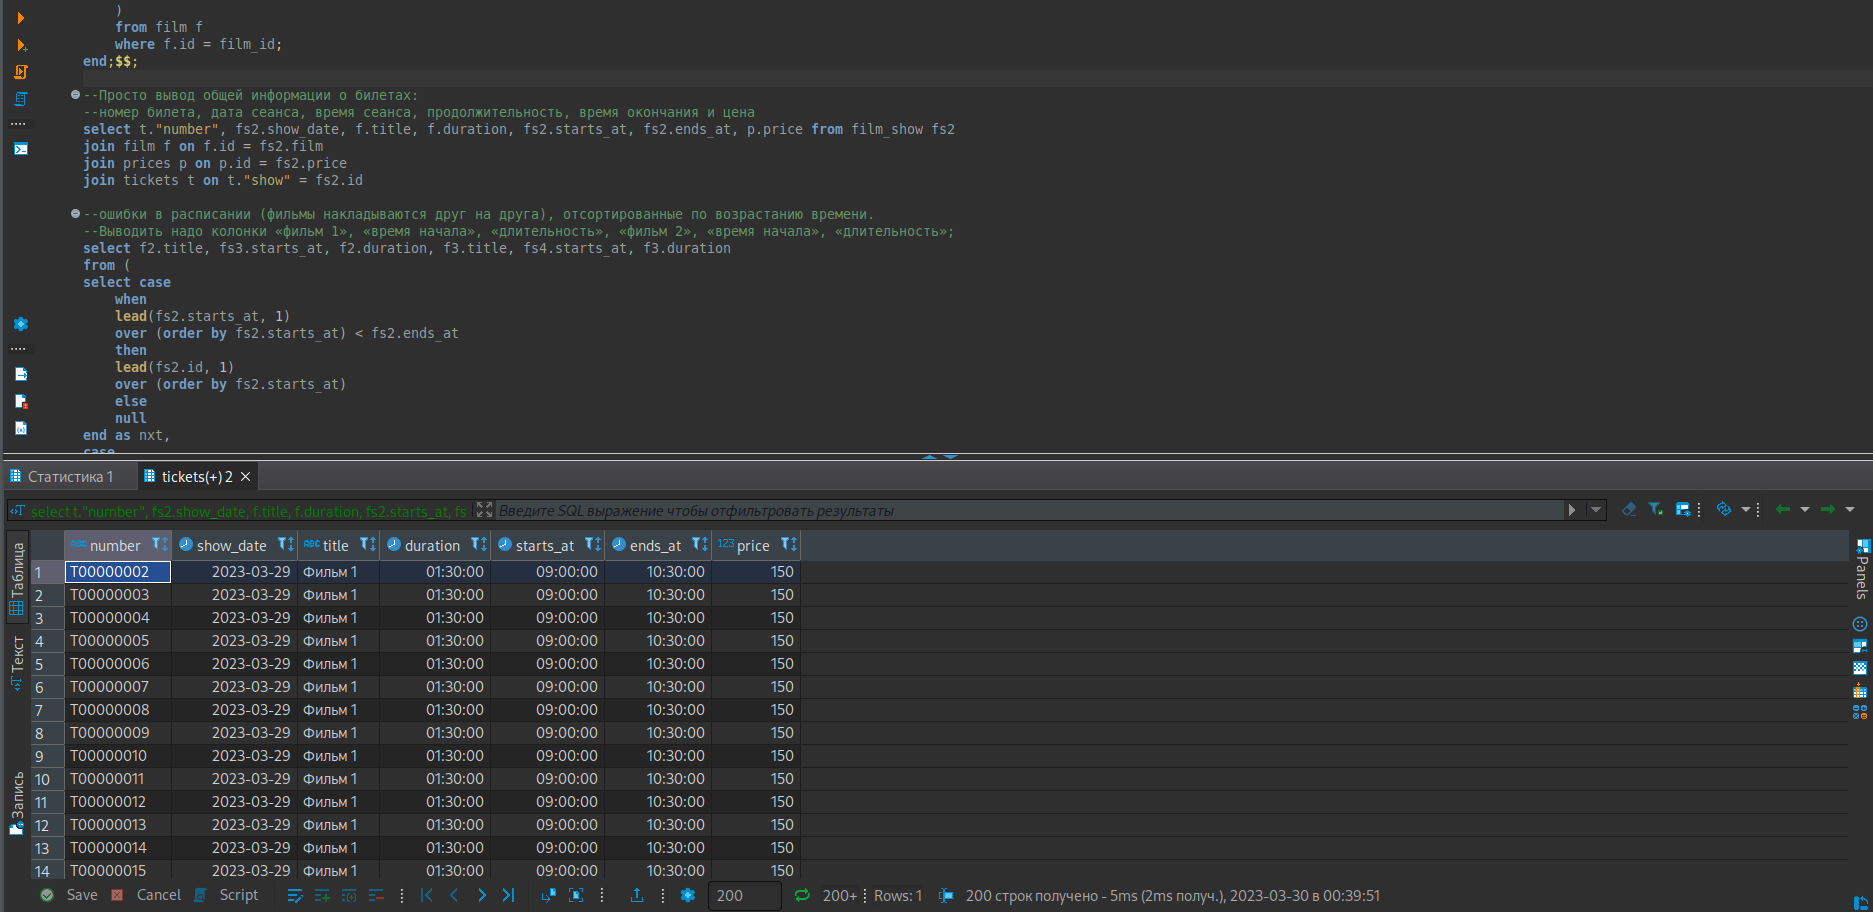 )
from film f
where f.id = film_id;
end;$$;
--Просто вывод общей информации о билетах:
--номер билета, дата сеанса, время сеанса, продолжительность, время окончания и цена
select t."number", fs2.show_date, f.title, f.duration, fs2.starts_at, fs2.ends_at, p.price from film_show fs2
join film f on f.id = fs2.film
join prices p on p.id = fs2.price
join tickets t on t."show" = fs2.id
--ошибки в расписании (фильмы накладываются друг на друга), отсортированные по возрастанию времени.
--Выводить надо колонки «фильм 1», «время начала», «длительность», «фильм 2», «время начала», «длительность»;
select f2.title, fs3.starts_at, f2.duration, f3.title, fs4.starts_at, f3.duration
from (
select case
when
lead(fs2.starts_at, 1)
over (order by fs2.starts_at) < fs2.ends_at
then
lead(fs2.id, 1)
over (order by fs2.starts_at)
else
null
end as nxt,
case
Статистика 1 tickets(+) 2
select t."number", fs2.show_date, f.title, f.duration, fs2.starts_at, fs Введите SQL выражение чтобы отфильтровать результаты
Таблица
Текст
Запись
Panels
ABC number show_date ABC title duration starts_at ends_at 123 price
1 T00000002 2023-03-29 Фильм 1 01:30:00 09:00:00 10:30:00 150
2 T00000003 2023-03-29 Фильм 1 01:30:00 09:00:00 10:30:00 150
3 T00000004 2023-03-29 Фильм 1 01:30:00 09:00:00 10:30:00 150
4 T00000005 2023-03-29 Фильм 1 01:30:00 09:00:00 10:30:00 150
5 T00000006 2023-03-29 Фильм 1 01:30:00 09:00:00 10:30:00 150
6 T00000007 2023-03-29 Фильм 1 01:30:00 09:00:00 10:30:00 150
7 T00000008 2023-03-29 Фильм 1 01:30:00 09:00:00 10:30:00 150
8 T00000009 2023-03-29 Фильм 1 01:30:00 09:00:00 10:30:00 150
9 T00000010 2023-03-29 Фильм 1 01:30:00 09:00:00 10:30:00 150
10 T00000011 2023-03-29 Фильм 1 01:30:00 09:00:00 10:30:00 150
11 T00000012 2023-03-29 Фильм 1 01:30:00 09:00:00 10:30:00 150
12 T00000013 2023-03-29 Фильм 1 01:30:00 09:00:00 10:30:00 150
13 T00000014 2023-03-29 Фильм 1 01:30:00 09:00:00 10:30:00 150
14 T00000015 2023-03-29 Фильм 1 01:30:00 09:00:00 10:30:00 150
Save Cancel Script 200 200+ Rows: 1 200 строк получено - 5ms (2ms получ.), 2023-03-30 в 00:39:51